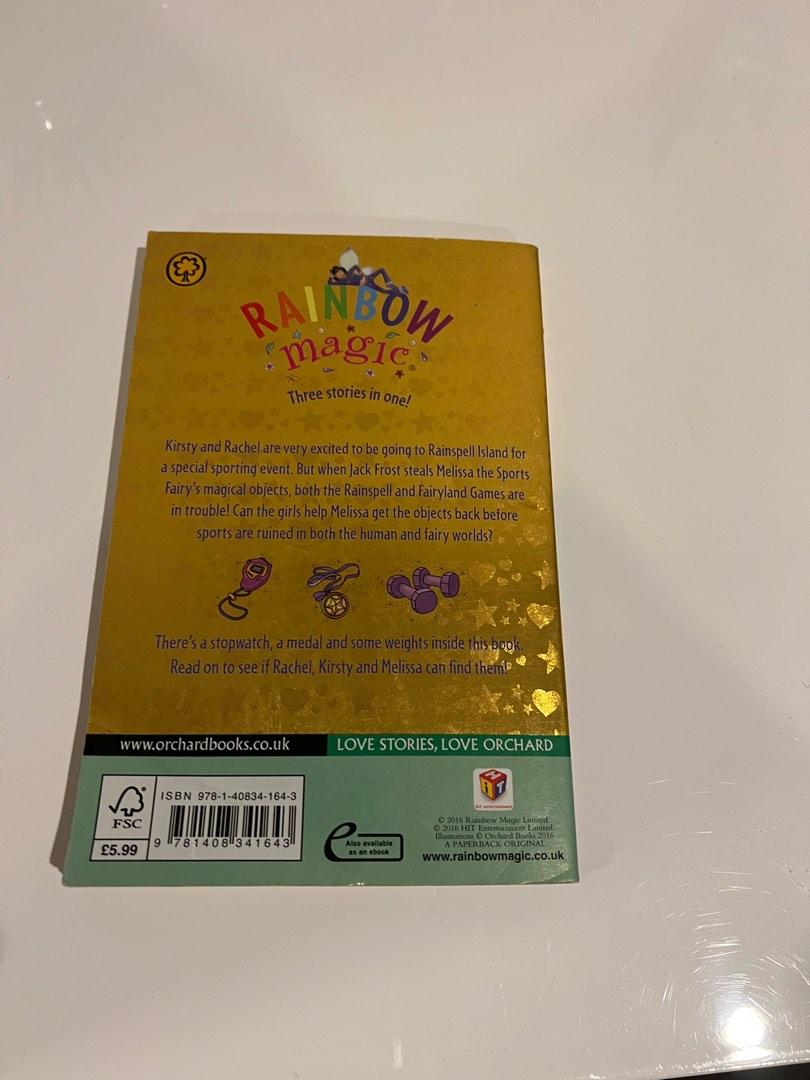 RAINBOW
magic®
Three stories in one!
Kirsty and Rachel are very excited to be going to Rainspell Island for
a special sporting event. But when Jack Frost steals Melissa the Sports
Fairy's magical objects, both the Rainspell and Fairyland Games are
in trouble! Can the girls help Melissa get the objects back before
sports are ruined in both the human and fairy worlds?
There's a stopwatch, a medal and some weights inside this book.
Read on to see if Rachel, Kirsty and Melissa can find them!
www.orchardbooks.co.uk
LOVE STORIES, LOVE ORCHARD
FSC
£5.99
ISBN 978-1-40834-164-3
9 781408 341643
e
Also available
as an ebook
HiT
HiT entertainment
© 2016 Rainbow Magic Limited.
© 2016 HIT Entertainment Limited.
Illustrations © Orchard Books 2016
A PAPERBACK ORIGINAL
www.rainbowmagic.co.uk